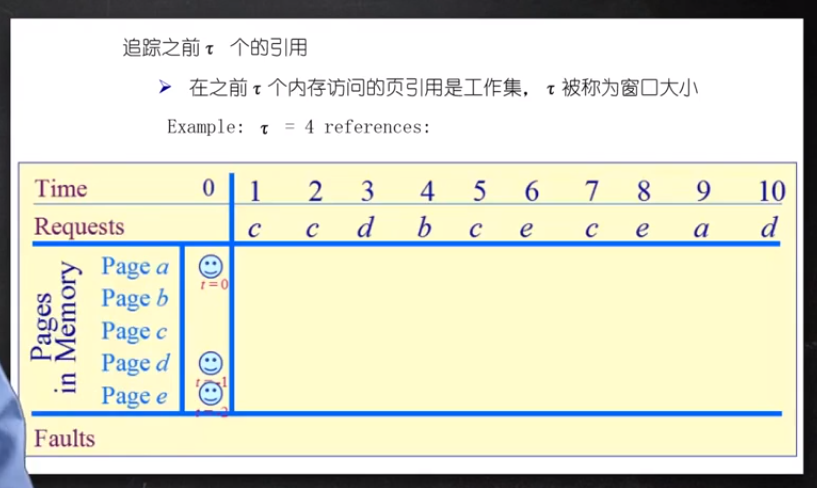 追踪之前 τ 个的引用
➢ 在之前 τ 个内存访问的页引用是工作集， τ 被称为窗口大小
Example: τ = 4 references:
Time 0 1 2 3 4 5 6 7 8 9 10
Requests c c d b c e c e a d
Pages in Memory
Page a
t = 0
Page b
Page c
Page d
t = -1
Page e
Faults